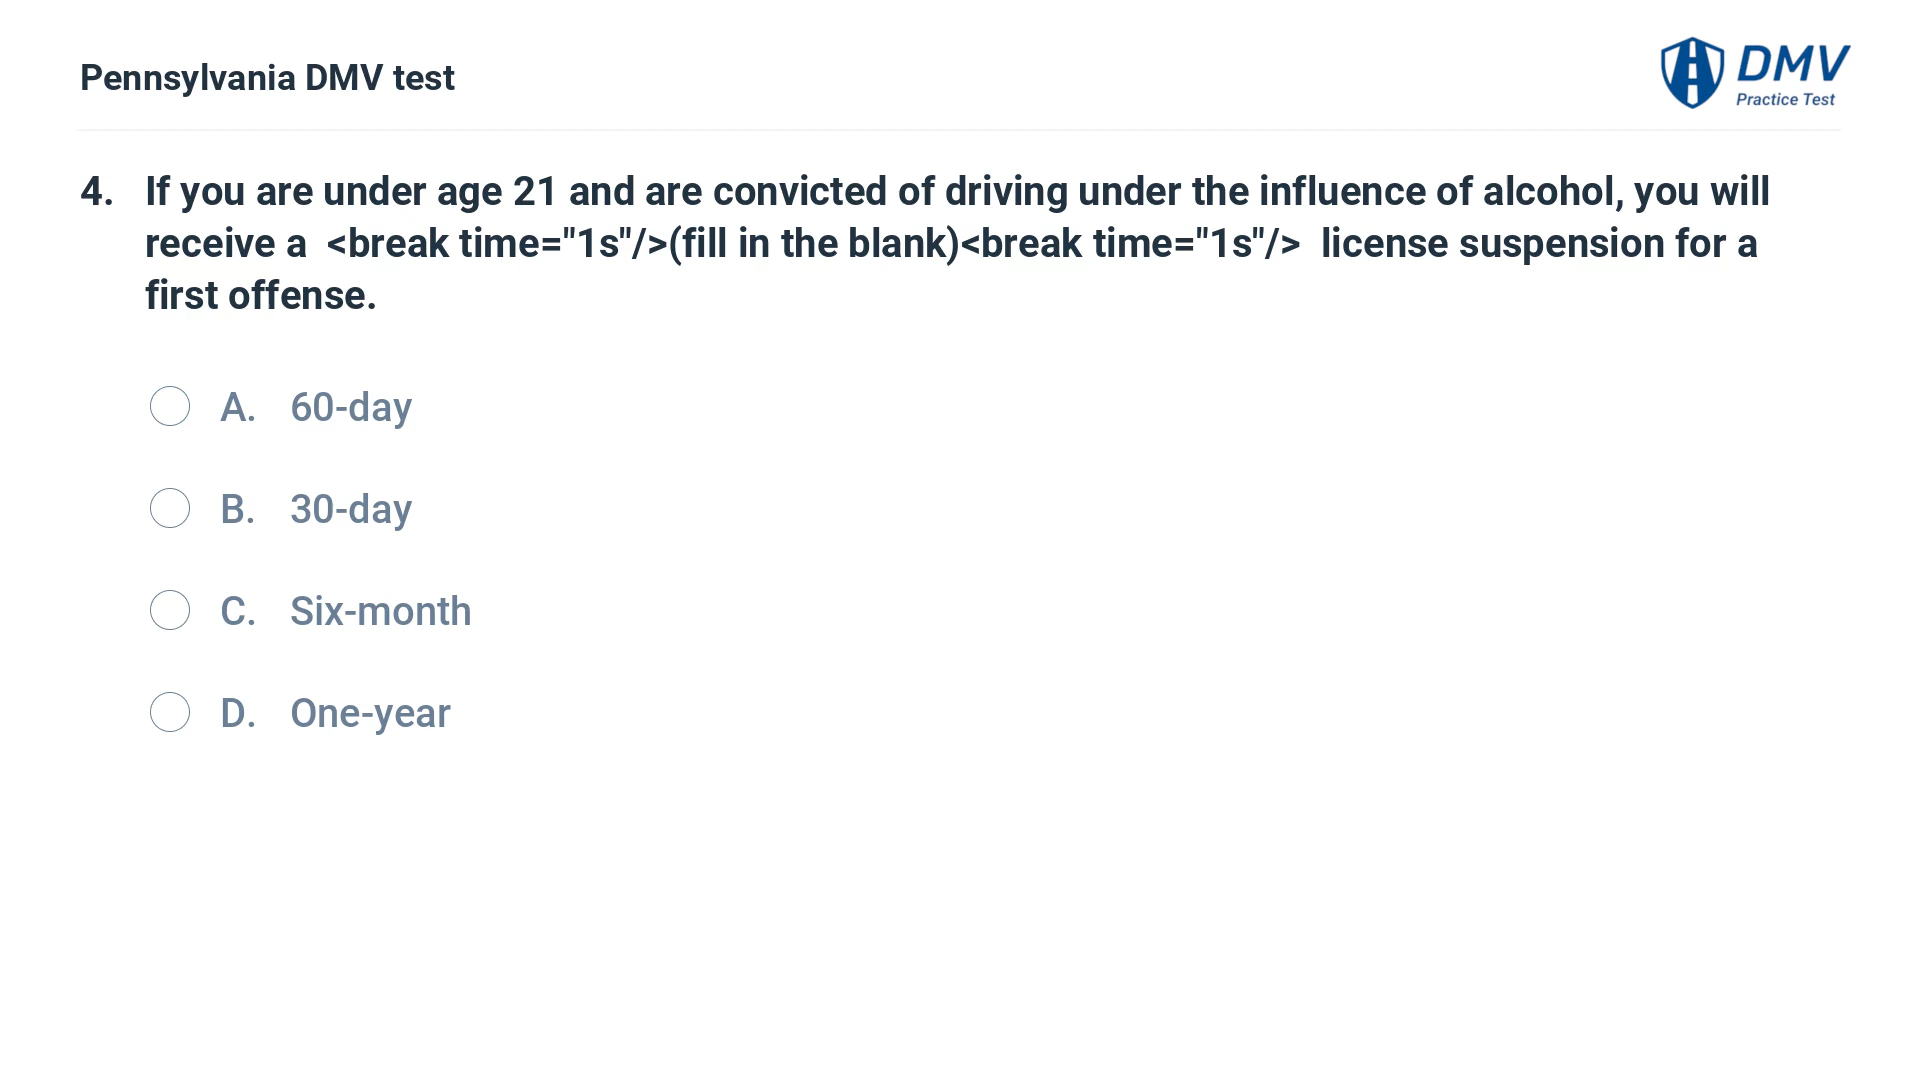 Pennsylvania DMV test
DMV
Practice Test
4. If you are under age 21 and are convicted of driving under the influence of alcohol, you will
receive a  <break time="1s"/>(fill in the blank)<break time="1s"/>  license suspension for a
first offense.
A. 60-day
B. 30-day
C. Six-month
D. One-year